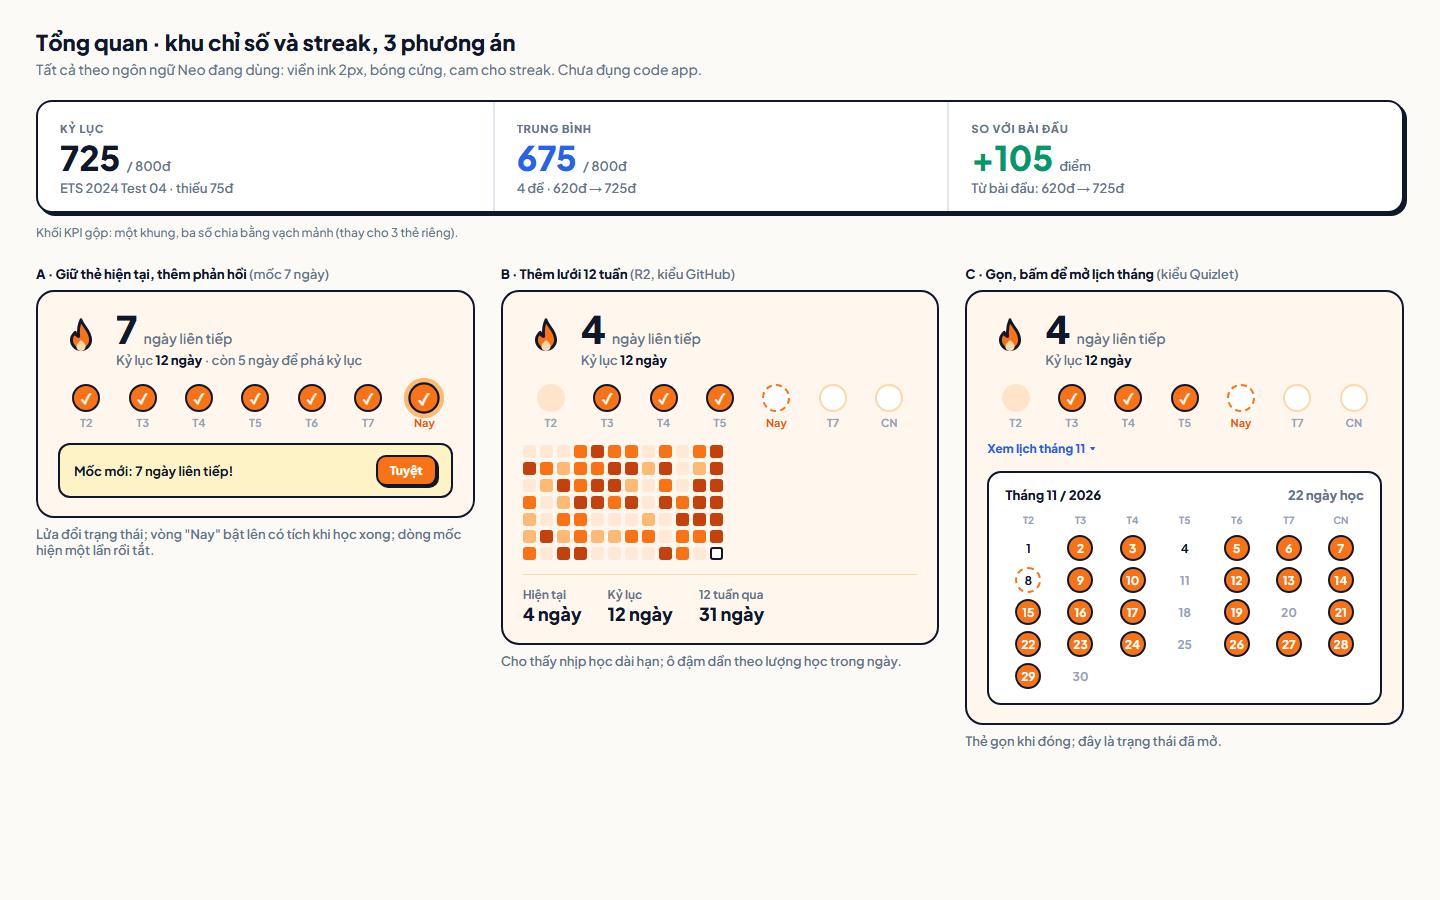 Tổng quan · khu chỉ số và streak, 3 phương án
Tất cả theo ngôn ngữ Neo đang dùng: viền ink 2px, bóng cứng, cam cho streak. Chưa đụng code app.
KỶ LỤC
725 / 800đ
ETS 2024 Test 04 · thiếu 75đ
TRUNG BÌNH
675 / 800đ
4 đề · 620đ → 725đ
SO VỚI BÀI ĐẦU
+105 điểm
Từ bài đầu: 620đ → 725đ
Khối KPI gộp: một khung, ba số chia bằng vạch mảnh (thay cho 3 thẻ riêng).
A · Giữ thẻ hiện tại, thêm phản hồi (mốc 7 ngày)
7 ngày liên tiếp
Kỷ lục 12 ngày · còn 5 ngày để phá kỷ lục
T2 T3 T4 T5 T6 T7 Nay
Mốc mới: 7 ngày liên tiếp!
Tuyệt
Lửa đổi trạng thái; vòng "Nay" bật lên có tích khi học xong; dòng mốc
hiện một lần rồi tắt.
B · Thêm lưới 12 tuần (R2, kiểu GitHub)
4 ngày liên tiếp
Kỷ lục 12 ngày
T2 T3 T4 T5 Nay T7 CN
Hiện tại
4 ngày
Kỷ lục
12 ngày
12 tuần qua
31 ngày
Cho thấy nhịp học dài hạn; ô đậm dần theo lượng học trong ngày.
C · Gọn, bấm để mở lịch tháng (kiểu Quizlet)
4 ngày liên tiếp
Kỷ lục 12 ngày
T2 T3 T4 T5 Nay T7 CN
Xem lịch tháng 11
Tháng 11 / 2026 22 ngày học
T2 T3 T4 T5 T6 T7 CN
1 2 3 4 5 6 7
8 9 10 11 12 13 14
15 16 17 18 19 20 21
22 23 24 25 26 27 28
29 30
Thẻ gọn khi đóng; đây là trạng thái đã mở.